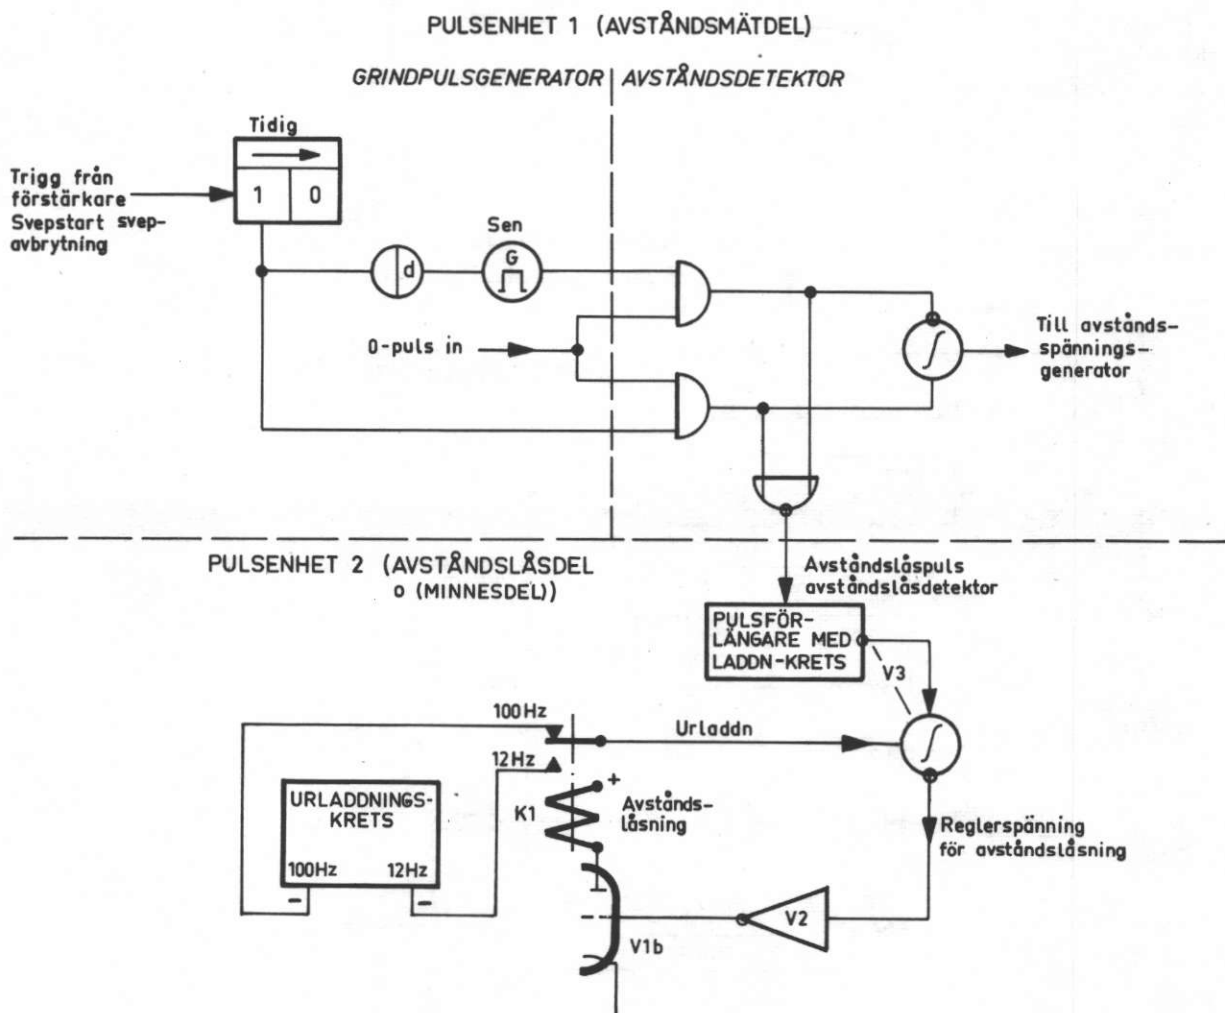 PULSENHET 1 (AVSTÅNDSMÄTDEL)
GRINDPULSGENERATOR
AVSTÅNDSDETEKTOR
Tidig
Trigg från
förstärkare
Svepstart svep-
avbrytning
1 0
d
Sen
G
0-puls in
∫
Till avstånds-
spännings-
generator
PULSENHET 2 (AVSTÅNDSLÅSDEL
o (MINNESDEL))
Avståndslåspuls
avståndslåsdetektor
PULSFÖR-
LÄNGARE MED
LADDN-KRETS
V3
100Hz
Urladdn
∫
12Hz
+
URLADDNINGS-
KRETS
100Hz 12Hz
- -
K1
Avstånds-
låsning
Reglerspänning
för avståndslåsning
V2
V1b